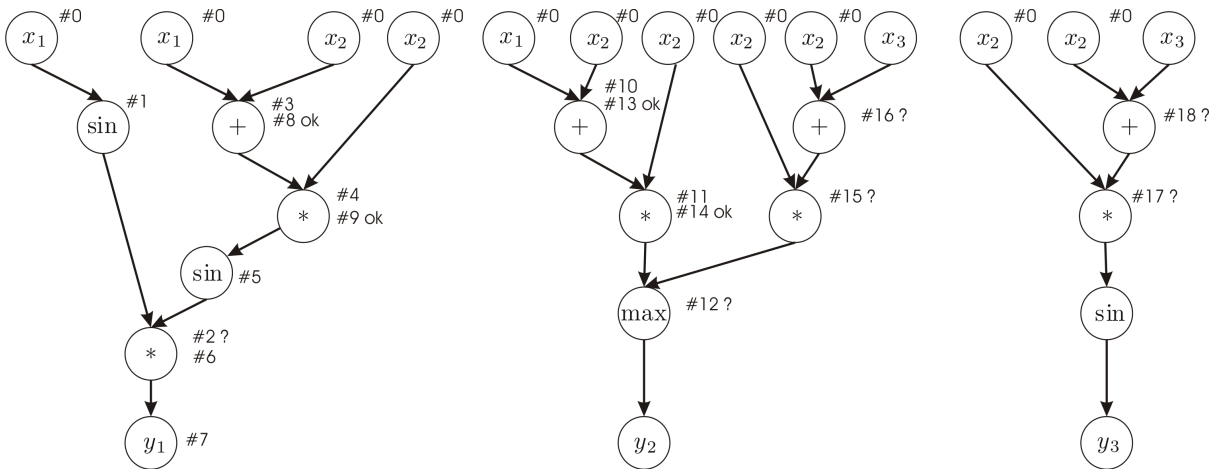 x₁ #0 x₁ #0 x₂ #0 x₂ #0 x₁ #0 x₂ #0 x₂ #0 x₂ #0 x₂ #0 x₃ #0 x₂ #0 x₂ #0 x₃
sin #1 + #3 + #10 + #16 ? + #18 ?
#8 ok #13 ok
* #4 * #11 * #15 ? * #17 ?
#9 ok #14 ok
sin #5
max #12 ? sin
* #2 ?
#6
y₁ #7 y₂ y₃